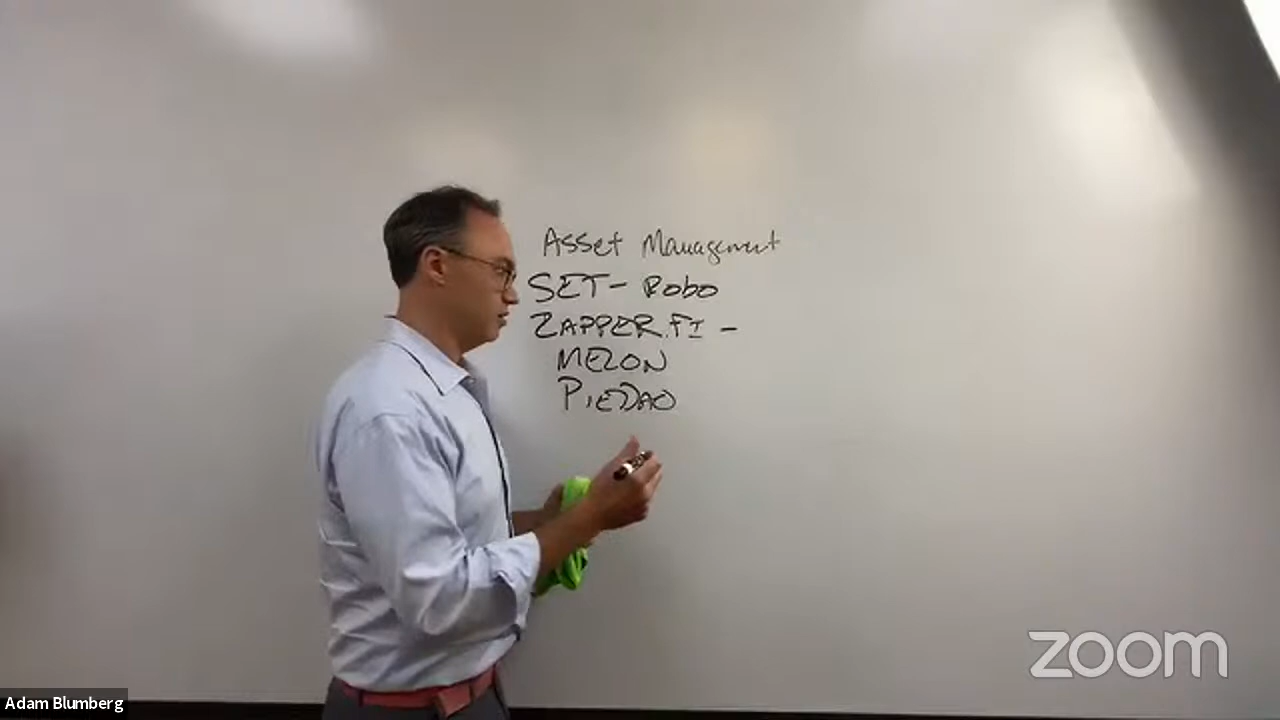 Asset Management
SET- Robo
ZAPPER.FI -
MELON
PieDAO
zoom
Adam Blumberg